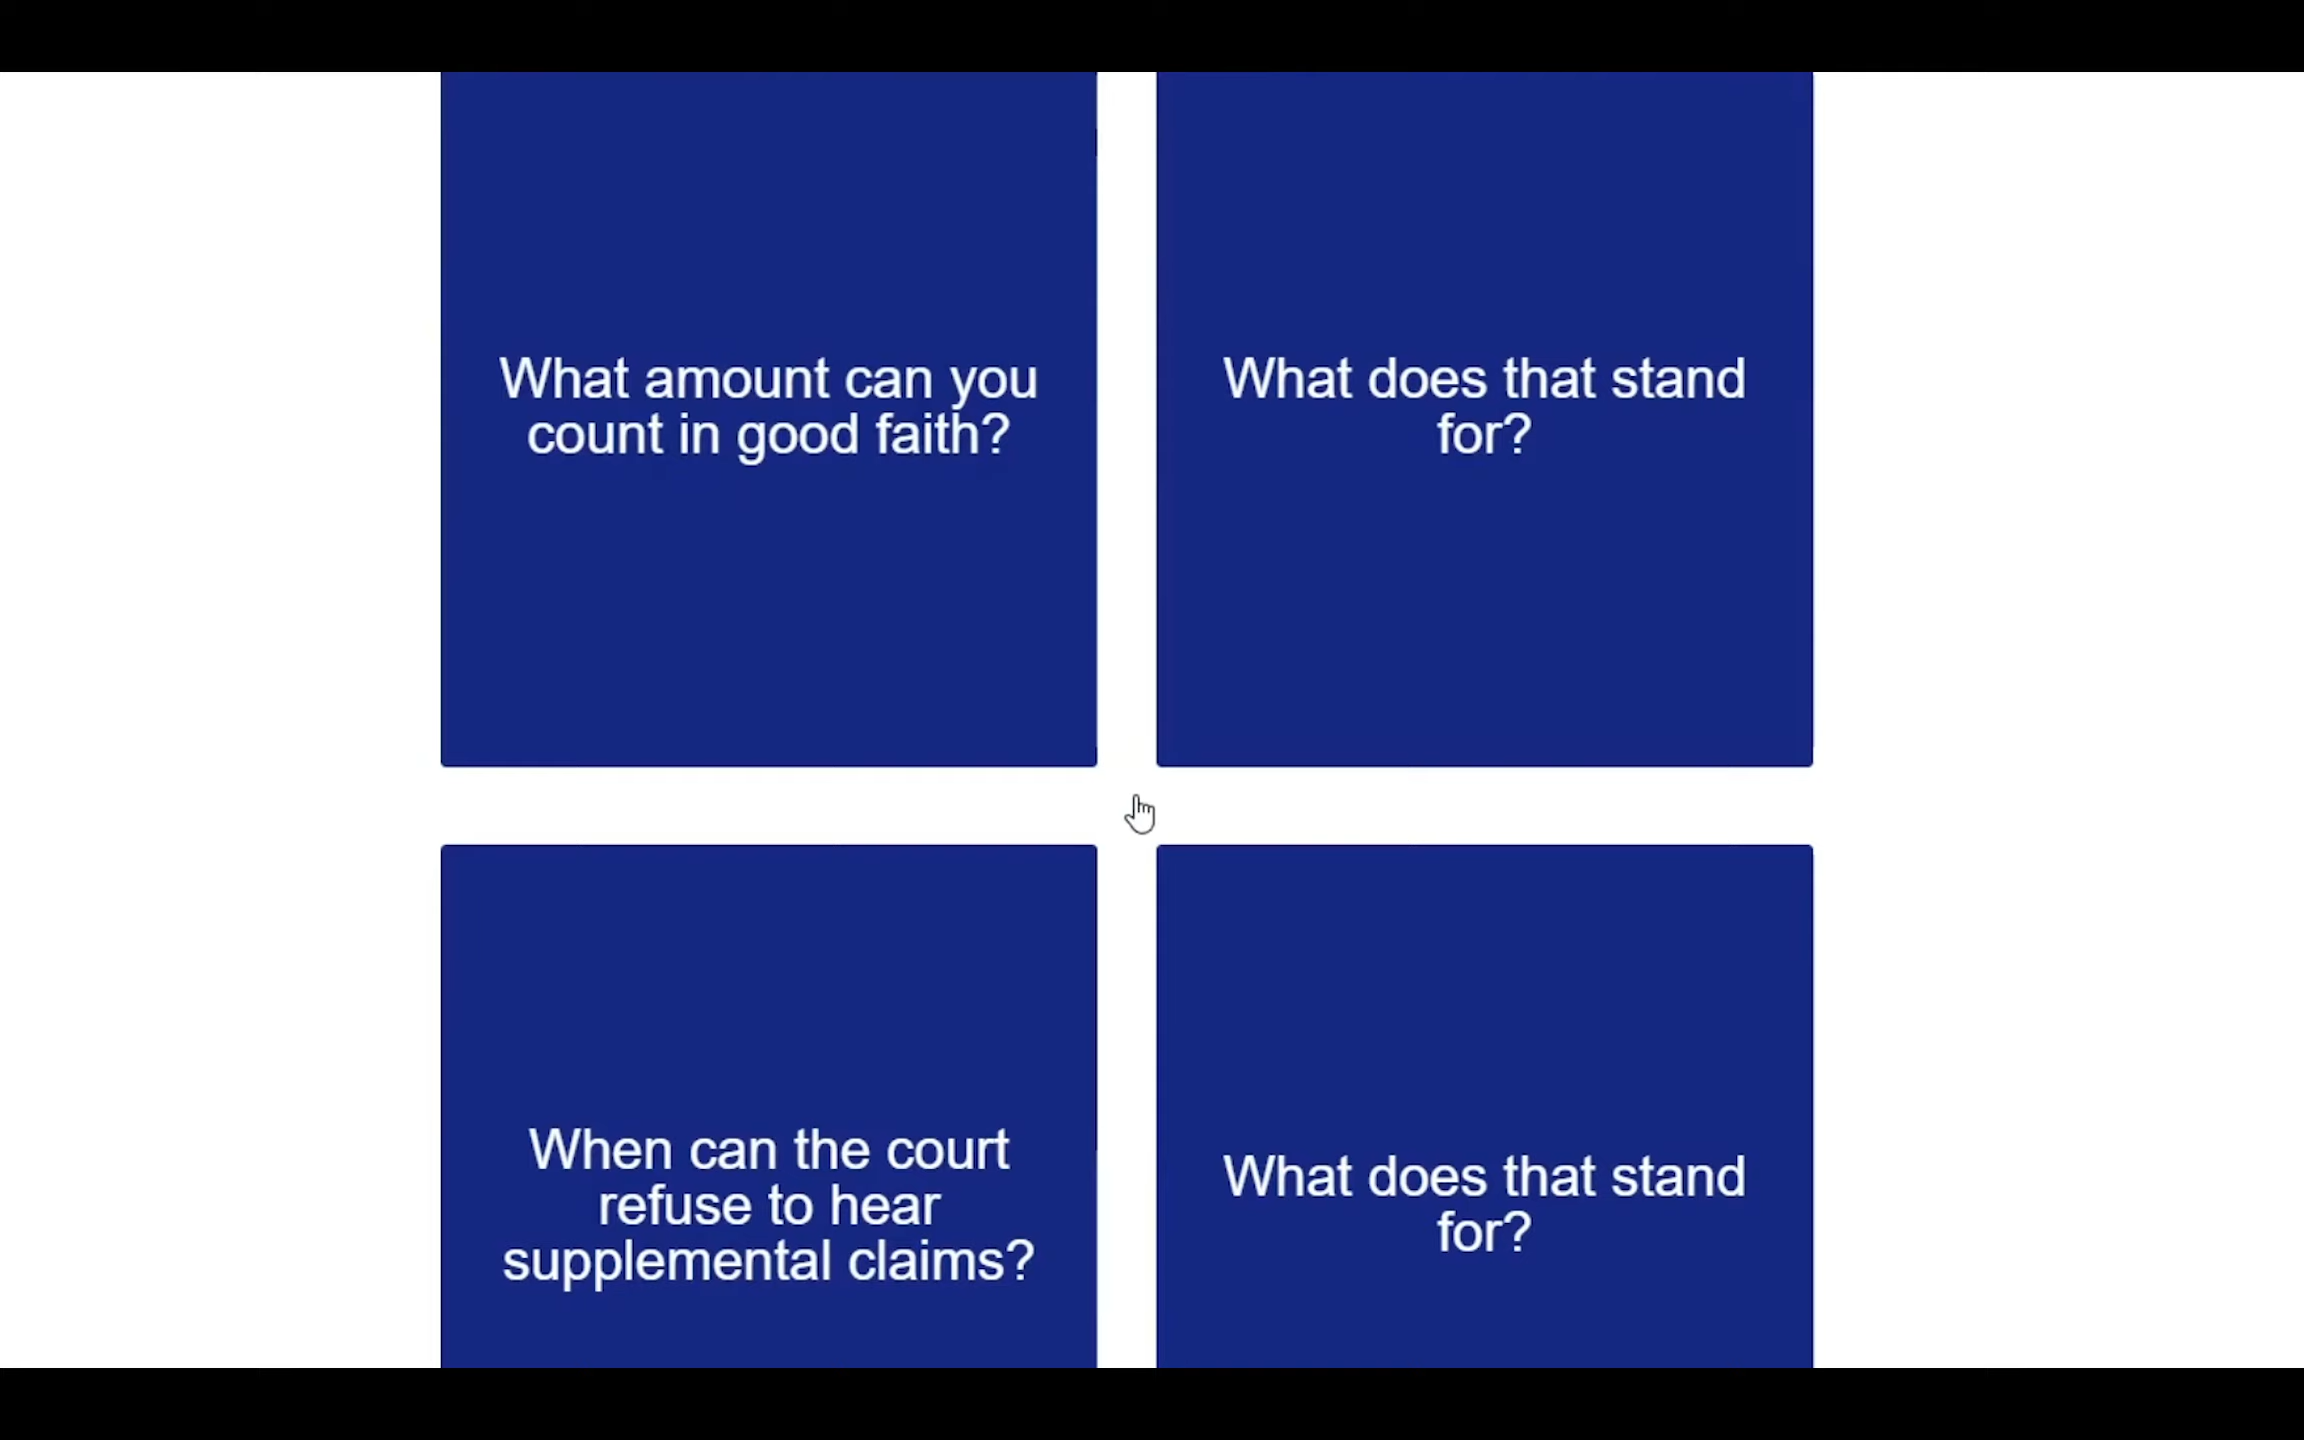 What amount can you
count in good faith?
What does that stand
for?
When can the court
refuse to hear
supplemental claims?
What does that stand
for?